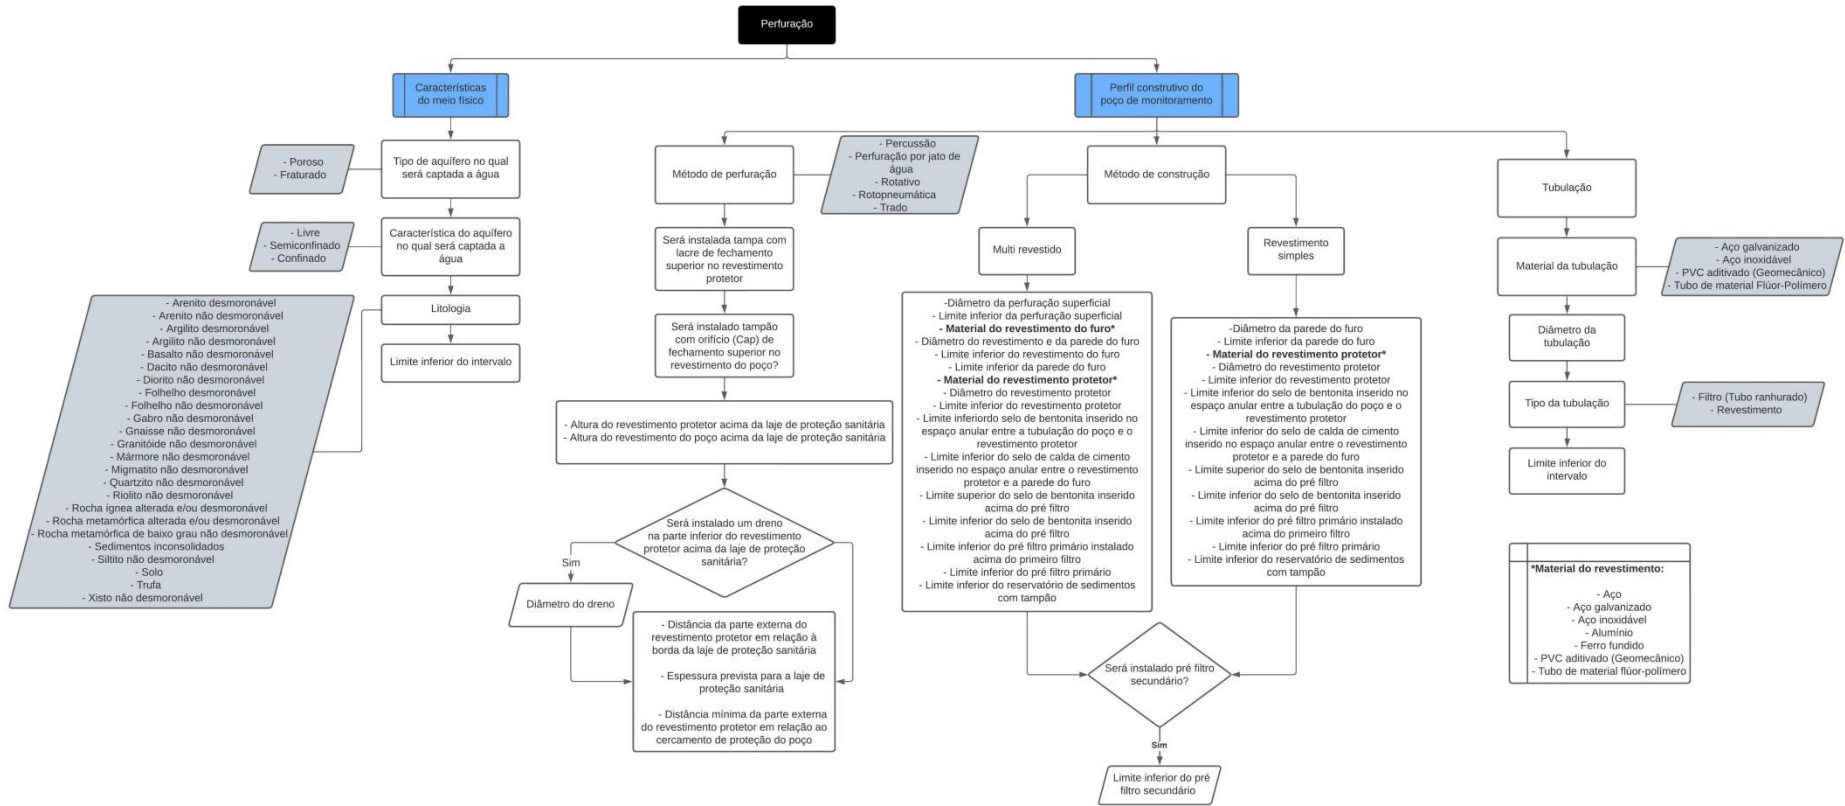 Perfuração
Características
do meio físico
Tipo de aquífero no qual
será captada a água
- Poroso
- Fraturado
Característica do aquífero
no qual será captada a
água
- Livre
- Semiconfinado
- Confinado
Litologia
- Arenito desmoronável
- Arenito não desmoronável
- Argilito desmoronável
- Argilito não desmoronável
- Basalto não desmoronável
- Dacito não desmoronável
- Diorito não desmoronável
- Folhelho desmoronável
- Folhelho não desmoronável
- Gabro não desmoronável
- Gnaisse não desmoronável
- Granitóide não desmoronável
- Mármore não desmoronável
- Migmatito não desmoronável
- Quartzito não desmoronável
- Riolito não desmoronável
- Rocha ígnea alterada e/ou desmoronável
- Rocha metamórfica alterada e/ou desmoronável
- Rocha metamórfica de baixo grau não desmoronável
- Sedimentos inconsolidados
- Siltito não desmoronável
- Solo
- Trufa
- Xisto não desmoronável
Limite inferior do intervalo
Perfil construtivo do
poço de monitoramento
Método de perfuração
- Percussão
- Perfuração por jato de
água
- Rotativo
- Rotopneumática
- Trado
Será instalada tampa com
lacre de fechamento
superior no revestimento
protetor
Será instalado tampão
com orifício (Cap) de
fechamento superior no
revestimento do poço?
- Altura do revestimento protetor acima da laje de proteção sanitária
- Altura do revestimento do poço acima da laje de proteção sanitária
Será instalado um dreno
na parte inferior do revestimento
protetor acima da laje de proteção
sanitária?
Sim
Diâmetro do dreno
- Distância da parte externa do
revestimento protetor em relação à
borda da laje de proteção sanitária
- Espessura prevista para a laje de
proteção sanitária
- Distância mínima da parte externa
do revestimento protetor em relação ao
cercamento de proteção do poço
Método de construção
Multi revestido
-Diâmetro da perfuração superficial
- Limite inferior da perfuração superficial
- Material do revestimento do furo*
- Diâmetro do revestimento e da parede do furo
- Limite inferior do revestimento do furo
- Limite inferior da parede do furo
- Material do revestimento protetor*
- Diâmetro do revestimento protetor
- Limite inferior do revestimento protetor
- Limite inferiordo selo de bentonita inserido no
espaço anular entre a tubulação do poço e o
revestimento protetor
- Limite inferior do selo de calda de cimento
inserido no espaço anular entre o revestimento
protetor e a parede do furo
- Limite superior do selo de bentonita inserido
acima do pré filtro
- Limite inferior do selo de bentonita inserido
acima do pré filtro
- Limite inferior do pré filtro primário instalado
acima do primeiro filtro
- Limite inferior do pré filtro primário
- Limite inferior do reservatório de sedimentos
com tampão
Revestimento
simples
-Diâmetro da parede do furo
- Limite inferior da parede do furo
- Material do revestimento protetor*
- Diâmetro do revestimento protetor
- Limite inferior do revestimento protetor
- Limite inferior do selo de bentonita inserido no
espaço anular entre a tubulação do poço e o
revestimento protetor
- Limite inferior do selo de calda de cimento
inserido no espaço anular entre o revestimento
protetor e a parede do furo
- Limite superior do selo de bentonita inserido
acima do pré filtro
- Limite inferior do selo de bentonita inserido
acima do pré filtro
- Limite inferior do pré filtro primário instalado
acima do primeiro filtro
- Limite inferior do pré filtro primário
- Limite inferior do reservatório de sedimentos
com tampão
Será instalado pré filtro
secundário?
Sim
Limite inferior do pré
filtro secundário
Tubulação
Material da tubulação
- Aço galvanizado
- Aço inoxidável
- PVC aditivado (Geomecânico)
- Tubo de material Flúor-Polímero
Diâmetro da
tubulação
Tipo da tubulação
- Filtro (Tubo ranhurado)
- Revestimento
Limite inferior do
intervalo
*Material do revestimento:
- Aço
- Aço galvanizado
- Aço inoxidável
- Alumínio
- Ferro fundido
- PVC aditivado (Geomecânico)
- Tubo de material flúor-polímero